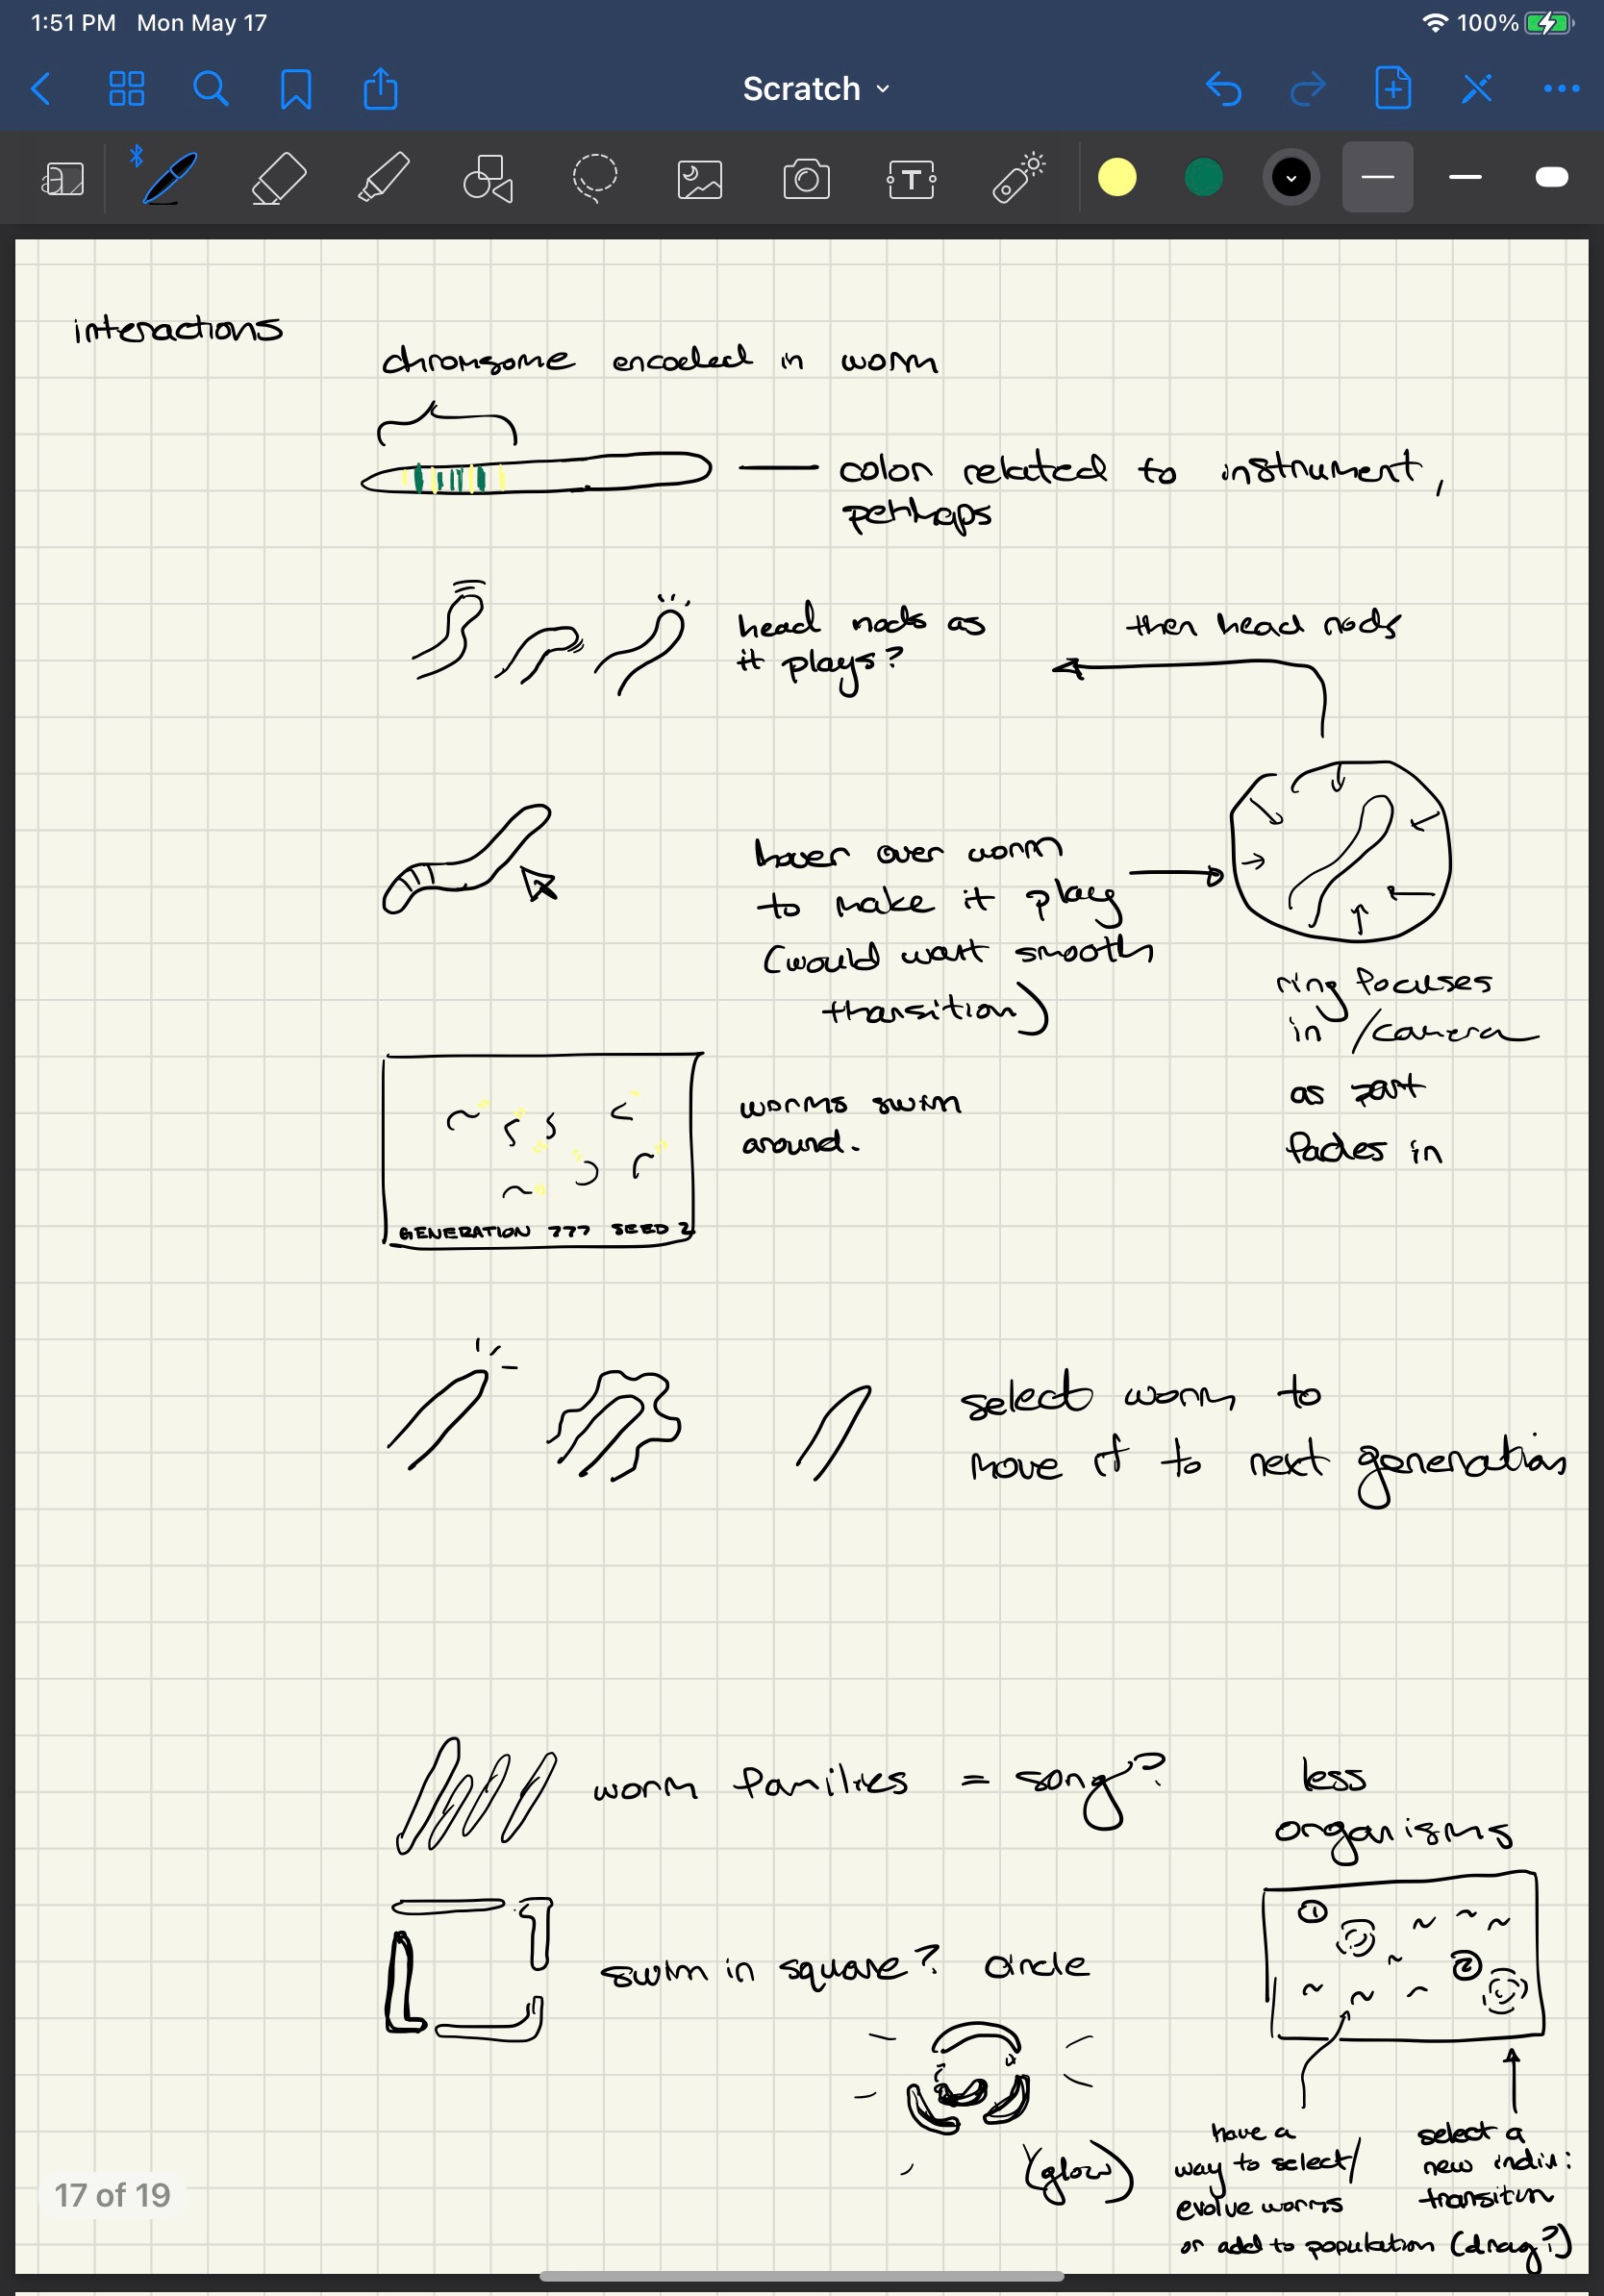 1:51 PM Mon May 17
100%
Scratch
T
interactions
chromsome encoded in worm
color related to instrument,
perhaps
head nods as
it plays?
then head nods
hover over worm
to make it play
(would want smooth
transition)
ring focuses
in /camera
as part
fades in
worms swim
around.
GENERATION 777 SEED 2
select worm to
move it to next generation
worm families = song?
less
organisms
swim in square? circle
1
2
(glow)
have a
way to select/
evolve worms
or add to population (drag?)
select a
new indiv:
transition
17 of 19